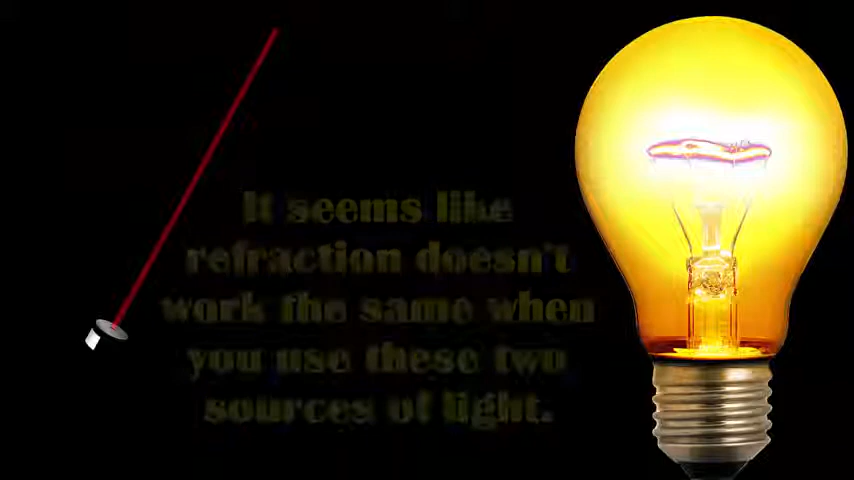 It seems like
refraction doesn't
work the same when
you use these two
sources of light.